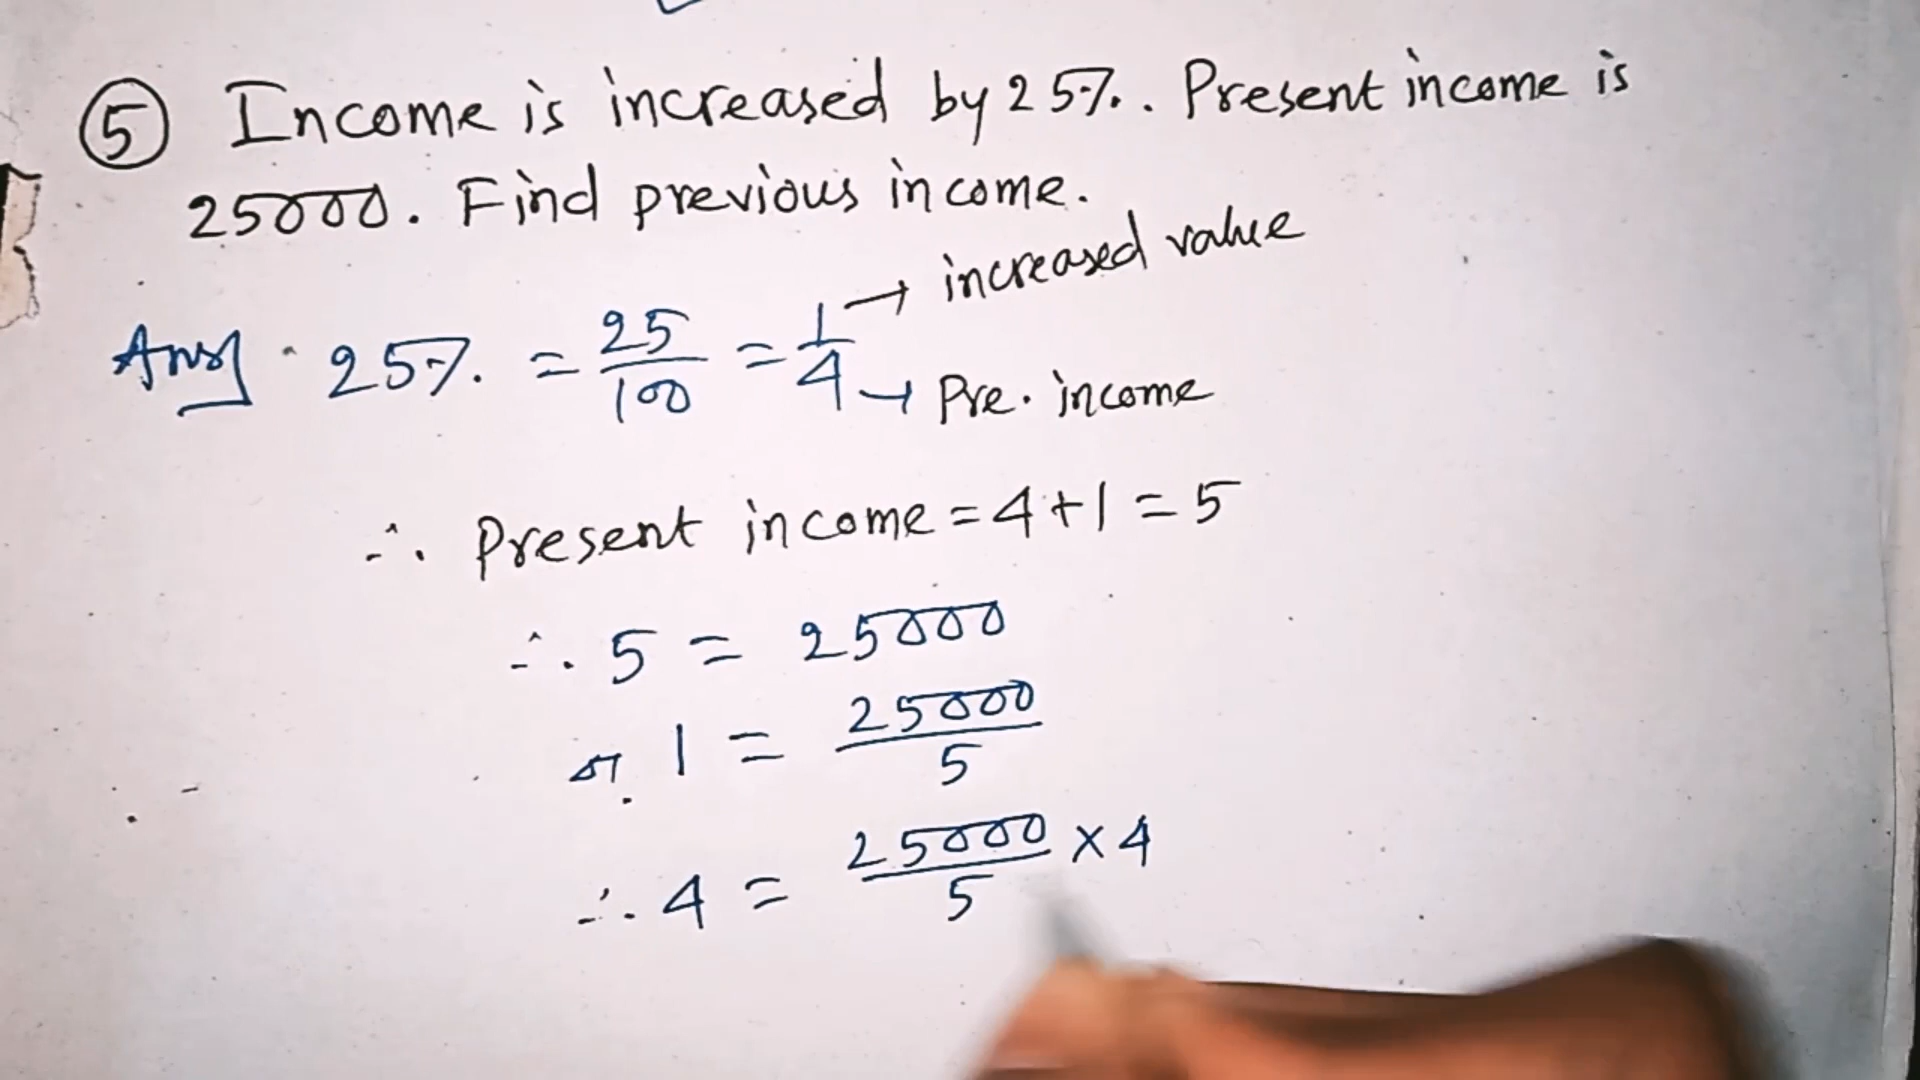 ⑤ Income is increased by 25%. Present income is
25000. Find previous income.
Ans 25% = 25/100 = 1/4
→ increased value
→ Pre. income
∴ Present income = 4+1 = 5
∴ 5 = 25000
or, 1 = 25000/5
∴ 4 = 25000/5 × 4